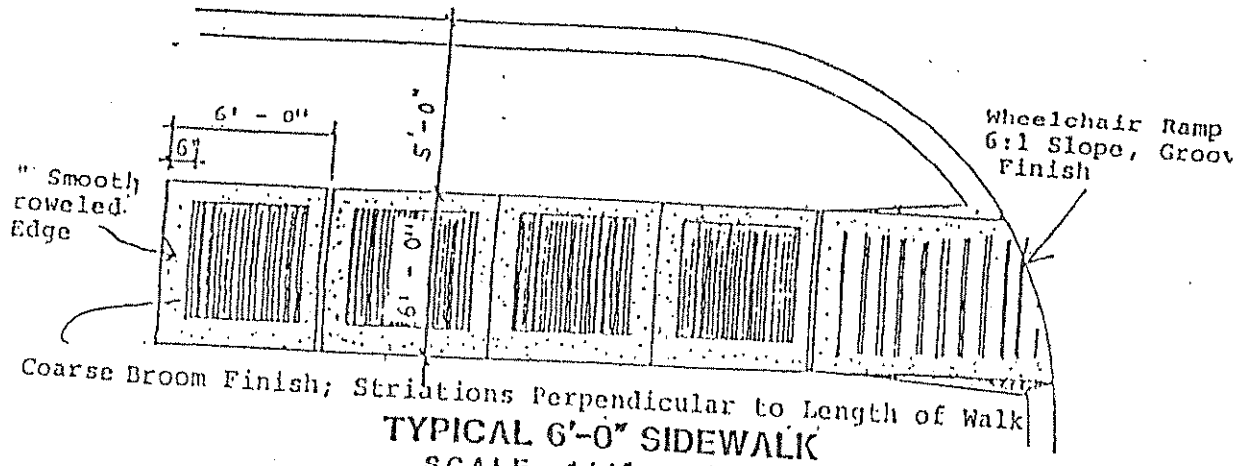 6' - 0"
6"
5'-0"
6' - 0"
" Smooth
roweled
Edge
Wheelchair Ramp
6:1 Slope, Groov
Finish
Coarse Broom Finish; Striations Perpendicular to Length of Walk
TYPICAL 6'-0" SIDEWALK
SCALE